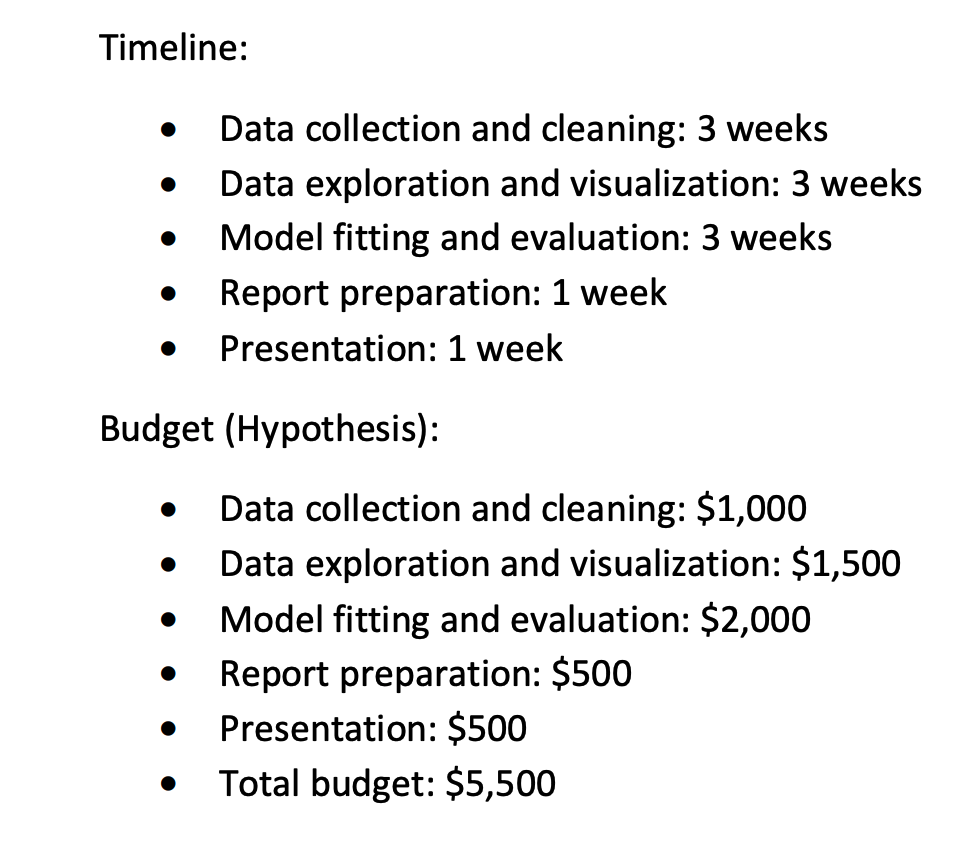 Timeline:
• Data collection and cleaning: 3 weeks
• Data exploration and visualization: 3 weeks
• Model fitting and evaluation: 3 weeks
• Report preparation: 1 week
• Presentation: 1 week
Budget (Hypothesis):
• Data collection and cleaning: $1,000
• Data exploration and visualization: $1,500
• Model fitting and evaluation: $2,000
• Report preparation: $500
• Presentation: $500
• Total budget: $5,500